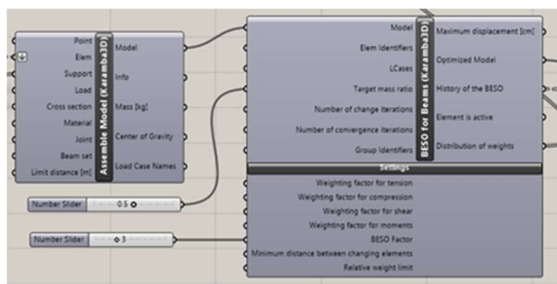 Point
Elem
Support
Load
Cross section
Material
Joint
Beam set
Limit distance [m]
Assemble Model (Karamba3D)
Model
Info
Mass [kg]
Center of Gravity
Load Case Names
Number Slider
0.5
Number Slider
3
Model
Elem Identifiers
LCases
Target mass ratio
Number of change iterations
Number of convergence iterations
Group Identifiers
BESO for Beams (Karamba3D)
Maximum displacement [cm]
Optimized Model
History of the BESO
Element is active
Distribution of weights
Settings
Weighting factor for tension
Weighting factor for compression
Weighting factor for shear
Weighting factor for moments
BESO Factor
Minimum distance between changing elements
Relative weight limit